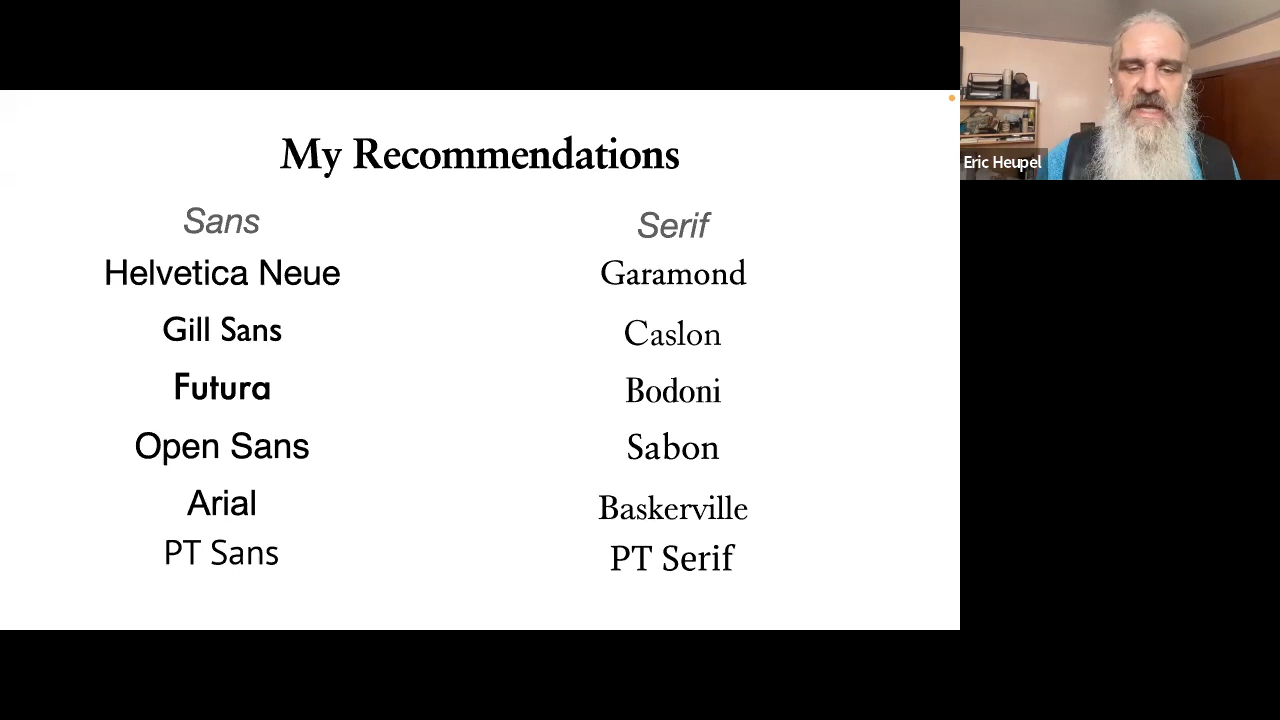 My Recommendations
Sans
Helvetica Neue
Gill Sans
Futura
Open Sans
Arial
PT Sans
Serif
Garamond
Caslon
Bodoni
Sabon
Baskerville
PT Serif
Eric Heupel